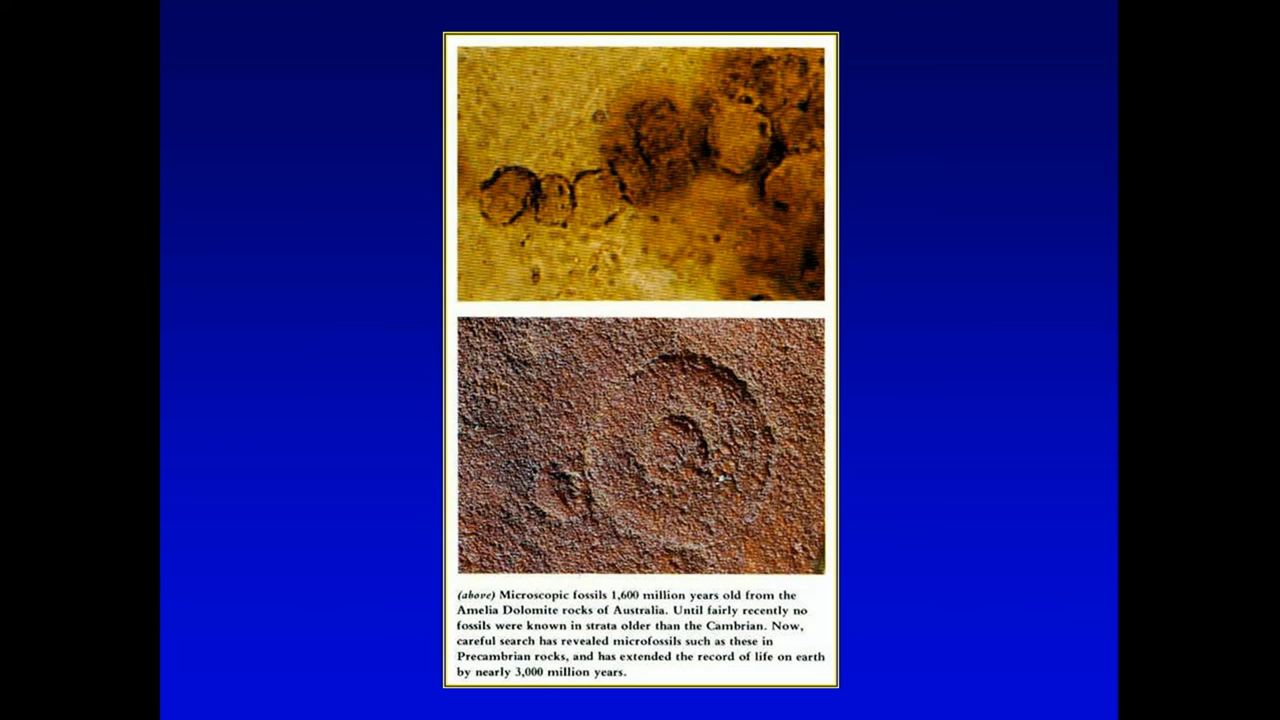 (above) Microscopic fossils 1,600 million years old from the
Amelia Dolomite rocks of Australia. Until fairly recently no
fossils were known in strata older than the Cambrian. Now,
careful search has revealed microfossils such as these in
Precambrian rocks, and has extended the record of life on earth
by nearly 3,000 million years.